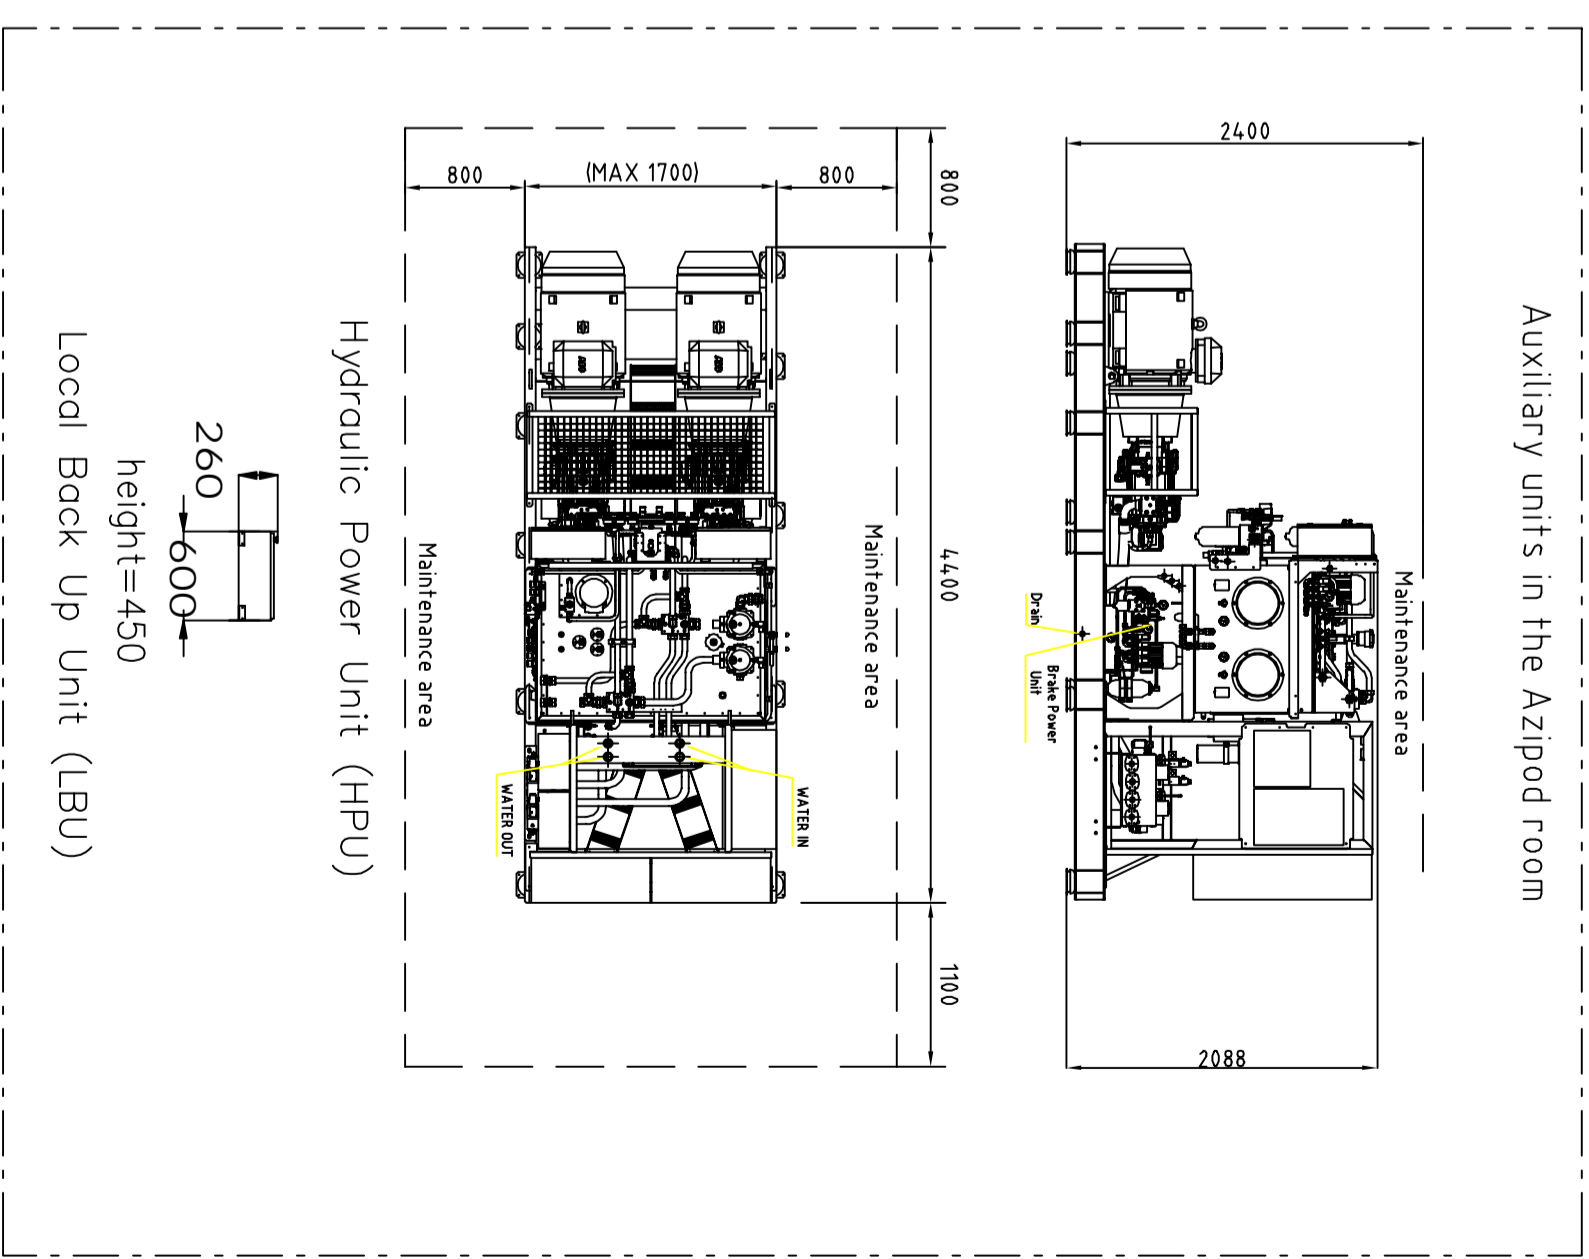 Auxiliary units in the Azipod room
2400
Maintenance area
Drain
Brake Power
Unit
2088
800
4400
1100
Maintenance area
800
(MAX 1700)
800
WATER IN
WATER OUT
Maintenance area
Hydraulic Power Unit (HPU)
260
600
height=450
Local Back Up Unit (LBU)